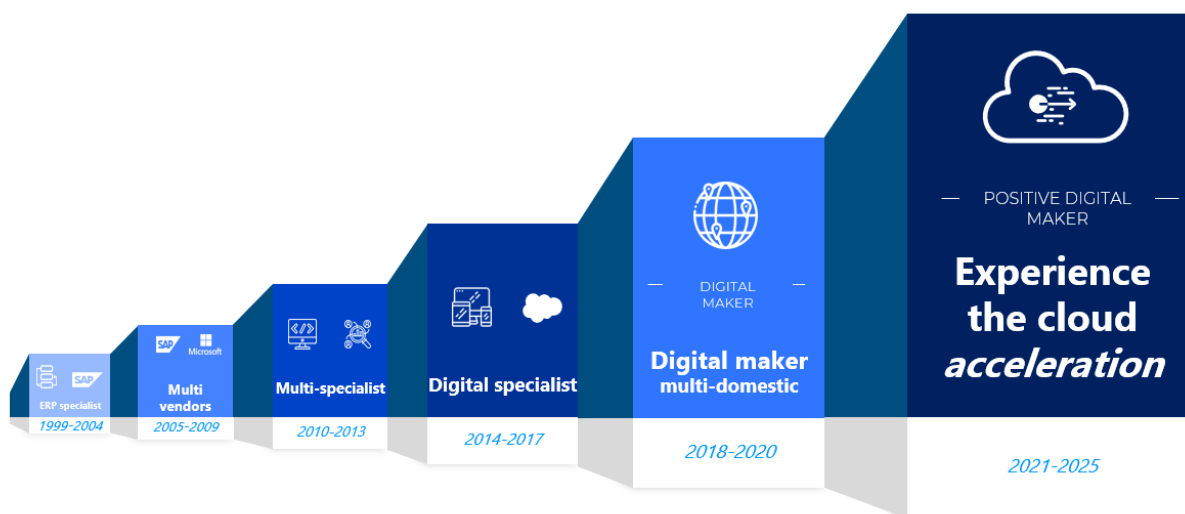 SAP
ERP specialist
1999-2004
SAP
Microsoft
Multi
vendors
2005-2009
</>
Multi-specialist
2010-2013
Digital specialist
2014-2017
DIGITAL
MAKER
Digital maker
multi-domestic
2018-2020
POSITIVE DIGITAL
MAKER
Experience
the cloud
acceleration
2021-2025